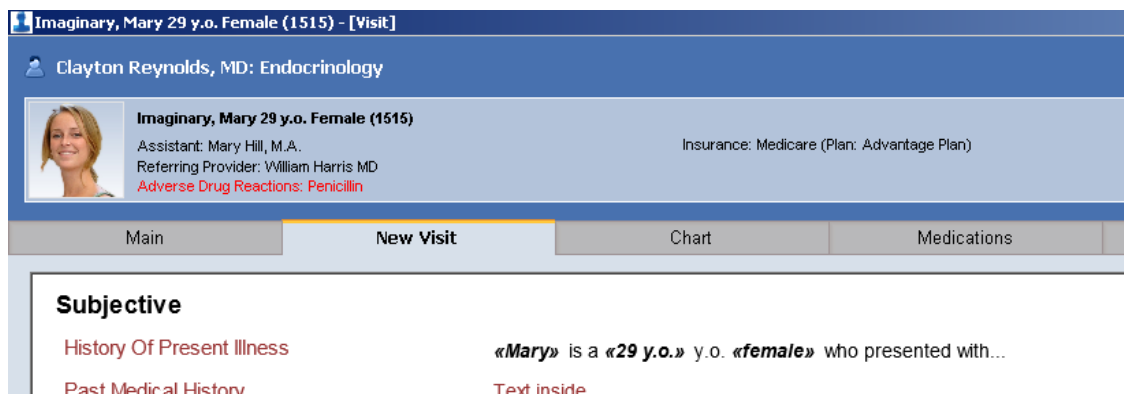 Imaginary, Mary 29 y.o. Female (1515) - [Visit]
Clayton Reynolds, MD: Endocrinology
Imaginary, Mary 29 y.o. Female (1515)
Assistant: Mary Hill, M.A.
Insurance: Medicare (Plan: Advantage Plan)
Referring Provider: William Harris MD
Adverse Drug Reactions: Penicillin
Main New Visit Chart Medications
Subjective
History Of Present Illness «Mary» is a «29 y.o.» y.o. «female» who presented with...
Past Medical History Text inside